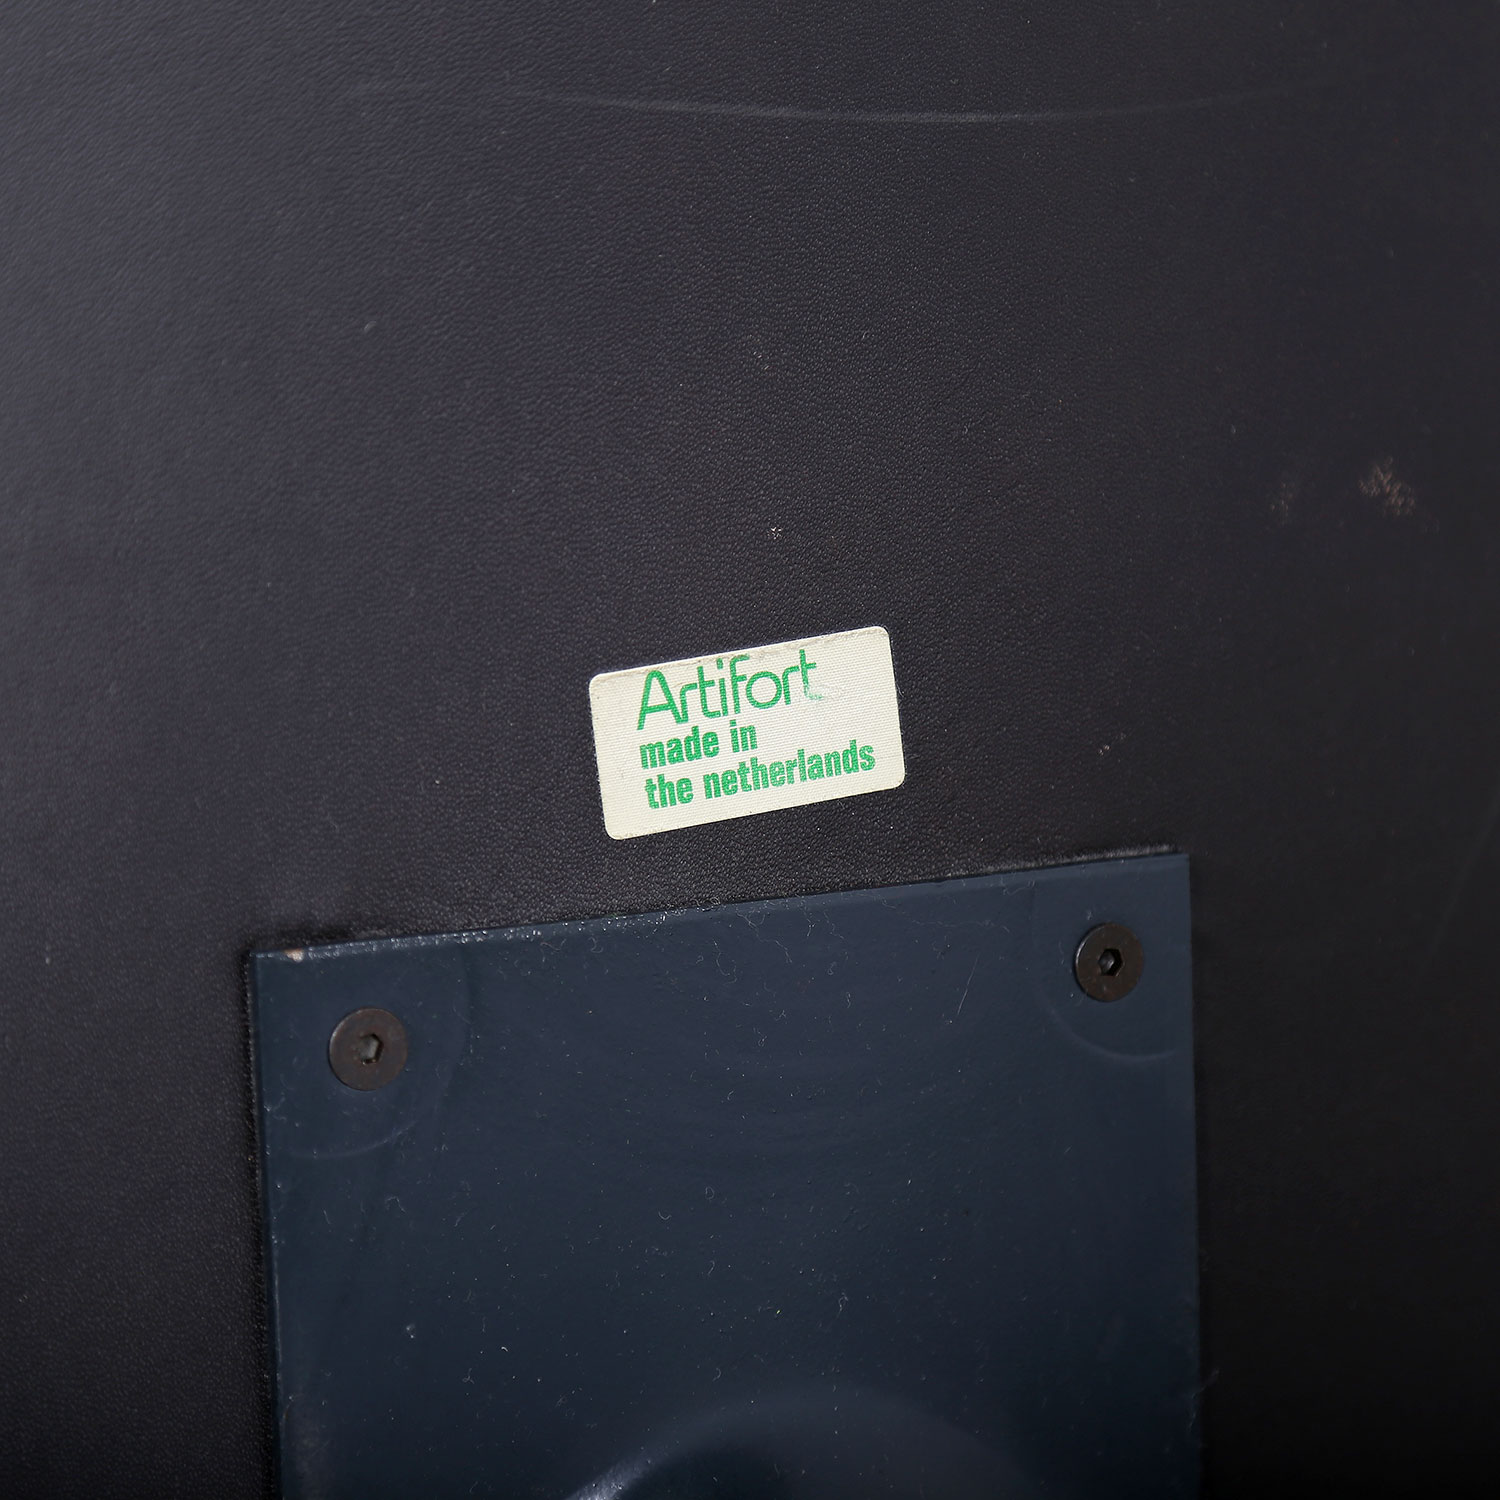 Artifort
made in
the netherlands